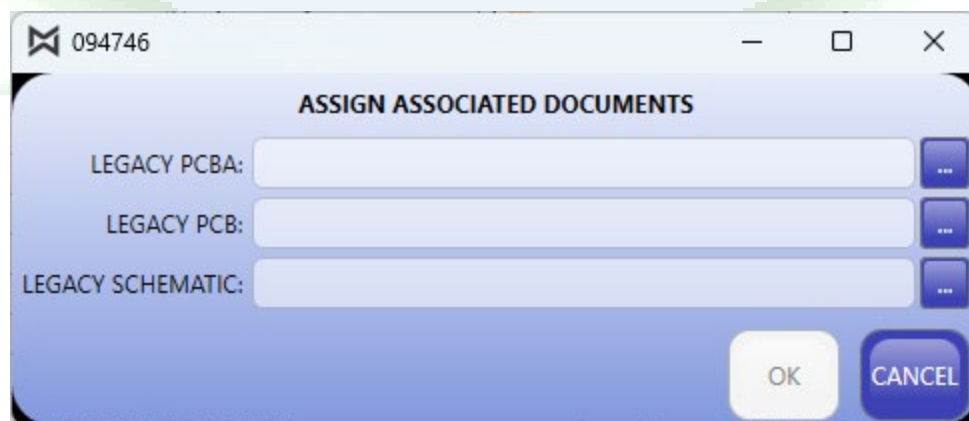 094746
ASSIGN ASSOCIATED DOCUMENTS
LEGACY PCBA: ...
LEGACY PCB: ...
LEGACY SCHEMATIC: ...
OK CANCEL